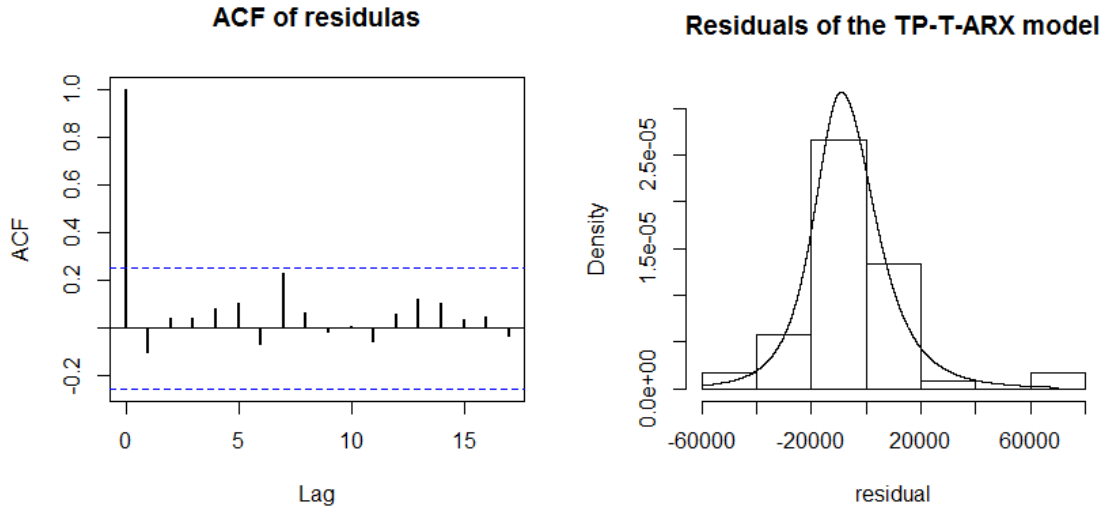 ACF of residulas
ACF
1.0
0.8
0.6
0.4
0.2
-0.2
0
5
10
15
Lag
Residuals of the TP-T-ARX model
Density
2.5e-05
1.5e-05
0.0e+00
-60000
-20000
20000
60000
residual